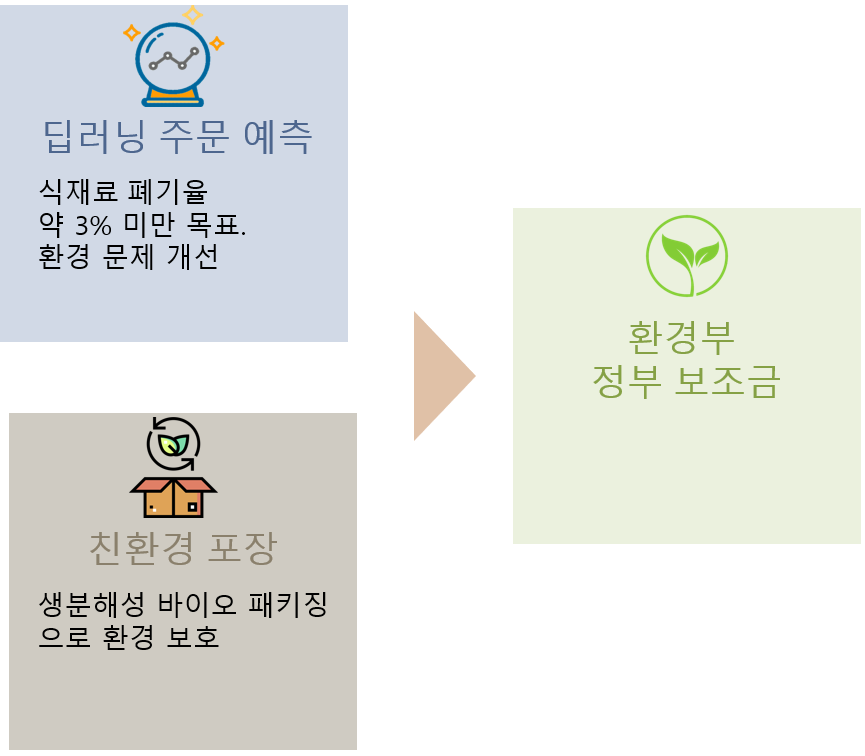 딥러닝 주문 예측
식재료 폐기율
약 3% 미만 목표.
환경 문제 개선
친환경 포장
생분해성 바이오 패키징
으로 환경 보호
환경부
정부 보조금